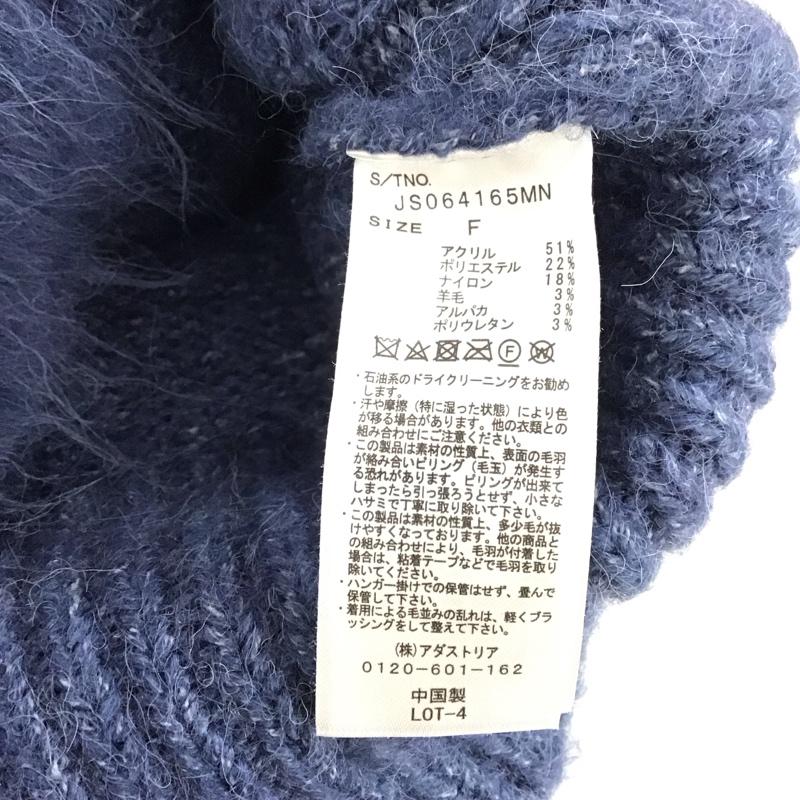 S/TNO.
JS064165MN
SIZE F
アクリル 51%
ポリエステル 22%
ナイロン 18%
羊毛 3%
アルパカ 3%
ポリウレタン 3%
F W
・石油系のドライクリーニングをお勧め
します。
・汗や摩擦（特に湿った状態）により色
が移る場合があります。他の衣類との
組み合わせにご注意ください。
・この製品は素材の性質上、表面の毛羽
が絡み合いピリング（毛玉）が発生す
る恐れがあります。ピリングが出来て
しまったら引っ張ろうとせず、小さな
ハサミで丁寧に取り除いて下さい。
・この製品は素材の性質上、多少毛が抜
けやすくなっております。他の商品と
の組み合わせにより、毛羽が付着した
場合は、粘着テープなどで毛羽を取り
除いてください。
・ハンガー掛けでの保管はせず、畳んで
保管して下さい。
・着用による毛並みの乱れは、軽くブラ
ッシングをして整えて下さい。
(株)アダストリア
0120-601-162
中国製
LOT-4